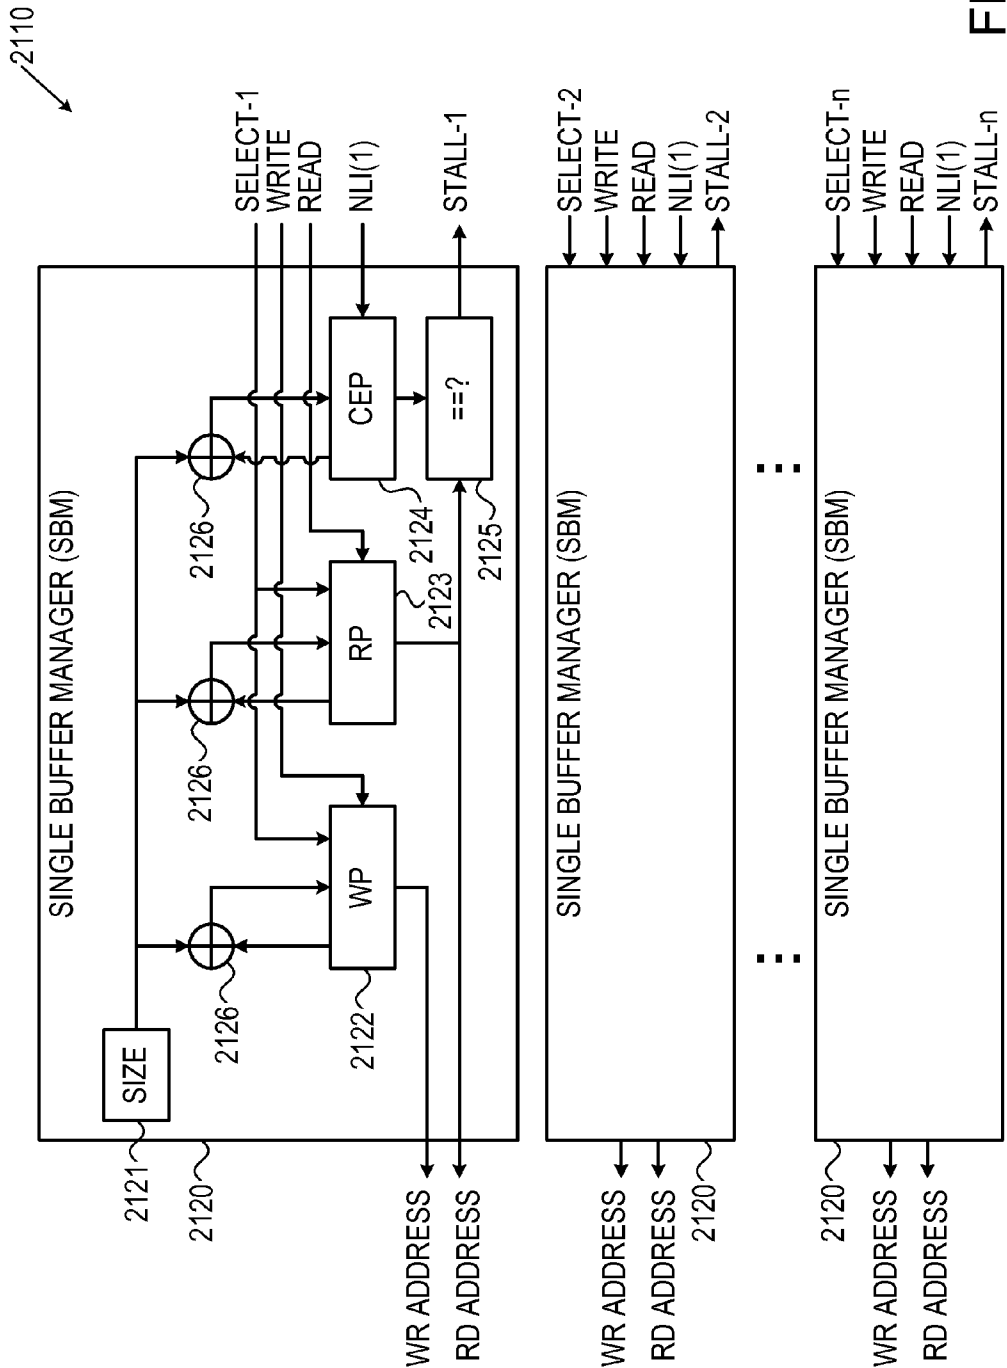 2110
SINGLE BUFFER MANAGER (SBM)
SIZE
2121
2120
2126
2126
2126
WP
2122
RP
2123
CEP
2124
==?
2125
SELECT-1
WRITE
READ
NLI(1)
STALL-1
WR ADDRESS
RD ADDRESS
SINGLE BUFFER MANAGER (SBM)
SELECT-2
WRITE
READ
NLI(1)
STALL-2
WR ADDRESS
RD ADDRESS
2120
...
...
SINGLE BUFFER MANAGER (SBM)
SELECT-n
WRITE
READ
NLI(1)
STALL-n
2120
WR ADDRESS
RD ADDRESS